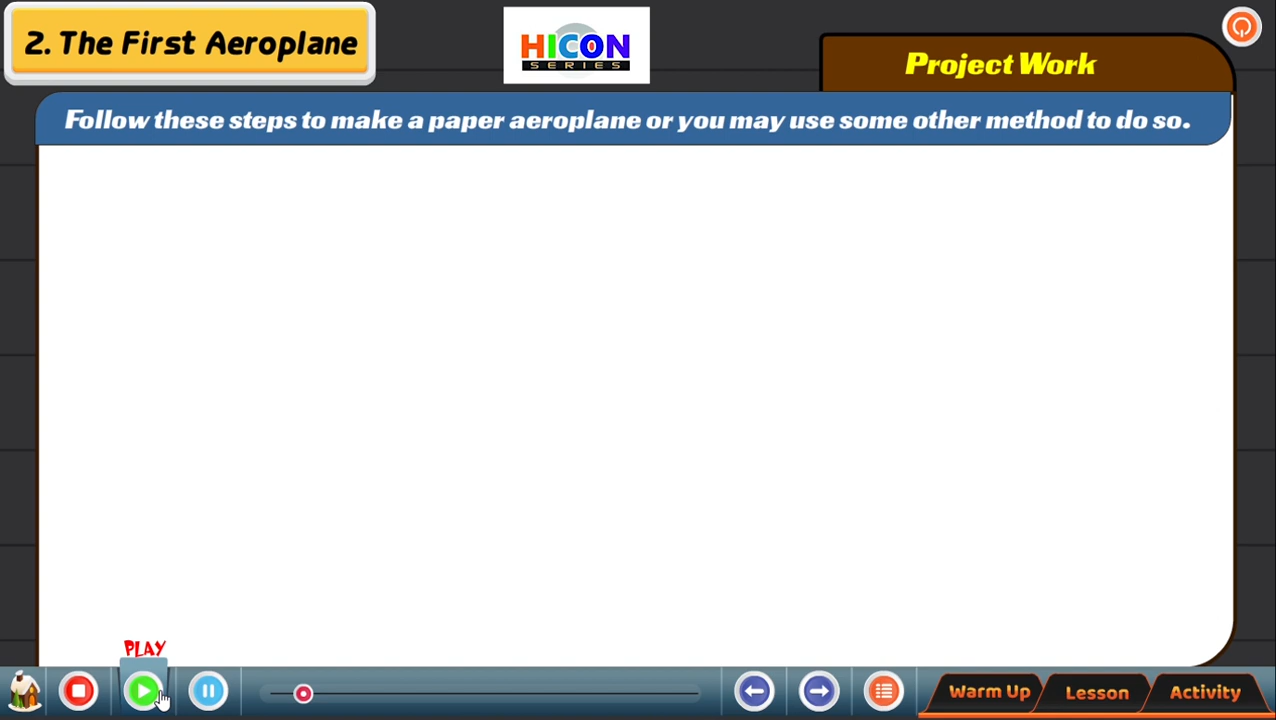 2. The First Aeroplane
HICON
SERIES
Project Work
Follow these steps to make a paper aeroplane or you may use some other method to do so.
PLAY
Warm Up
Lesson
Activity